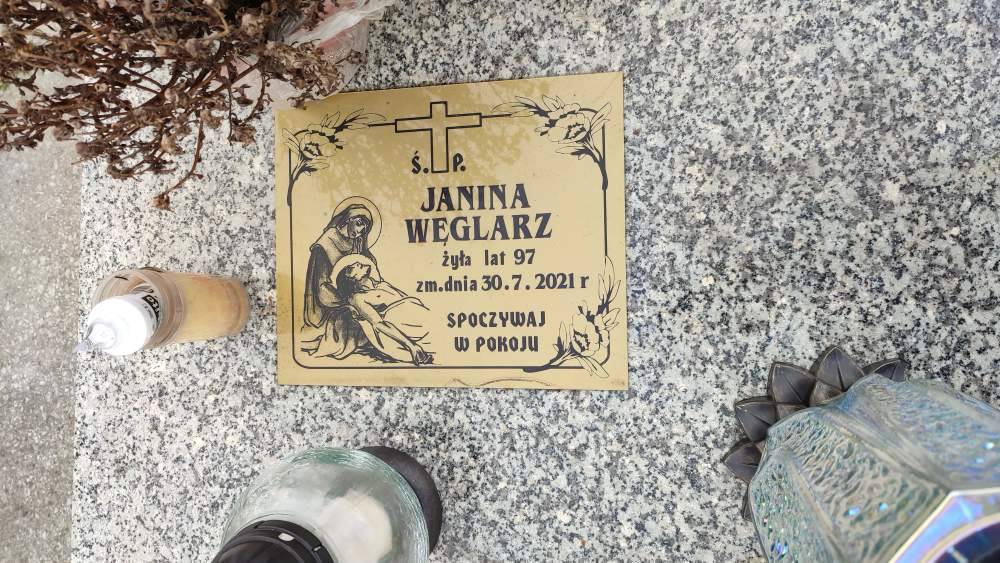 Ś. P.
JANINA
WĘGLARZ
żyła lat 97
zm.dnia 30.7.2021 r
SPOCZYWAJ
W POKOJU